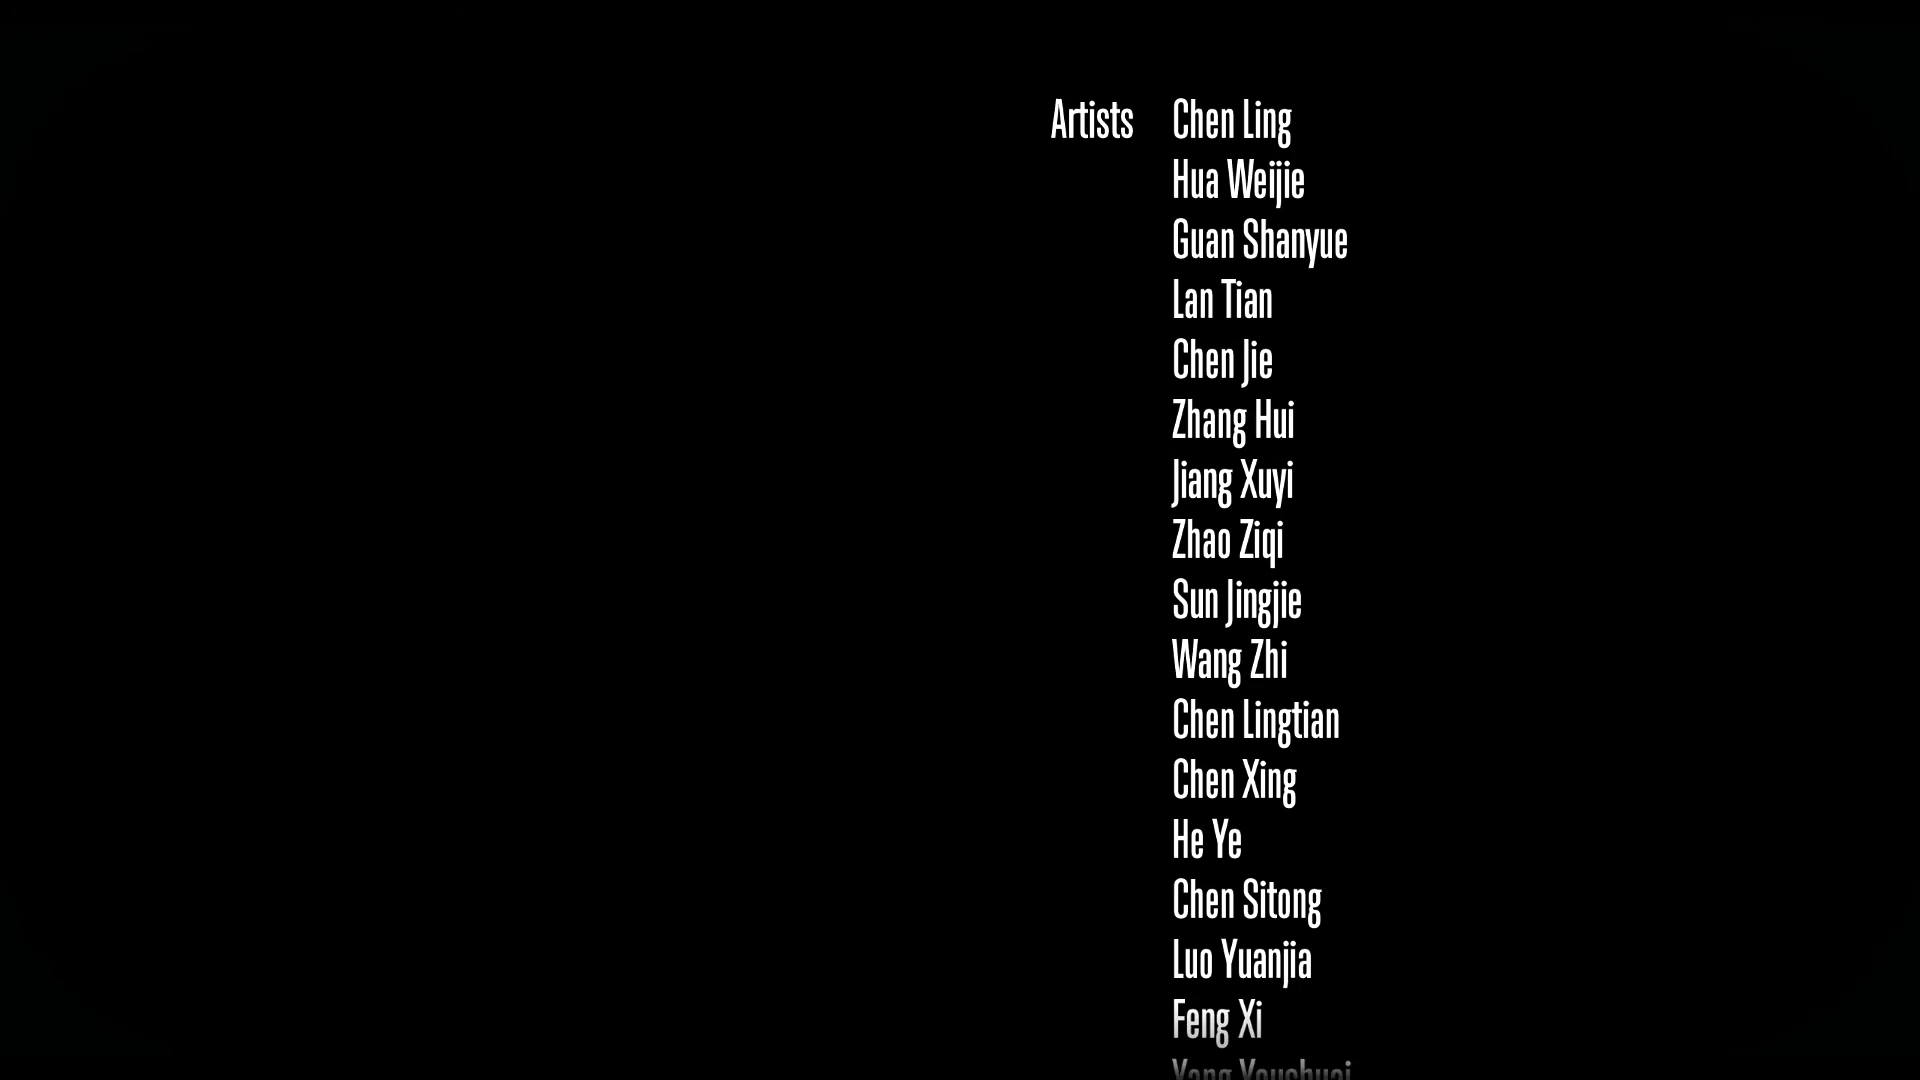 Artists Chen Ling
Hua Weijie
Guan Shanyue
Lan Tian
Chen Jie
Zhang Hui
Jiang Xuyi
Zhao Ziqi
Sun Jingjie
Wang Zhi
Chen Lingtian
Chen Xing
He Ye
Chen Sitong
Luo Yuanjia
Feng Xi